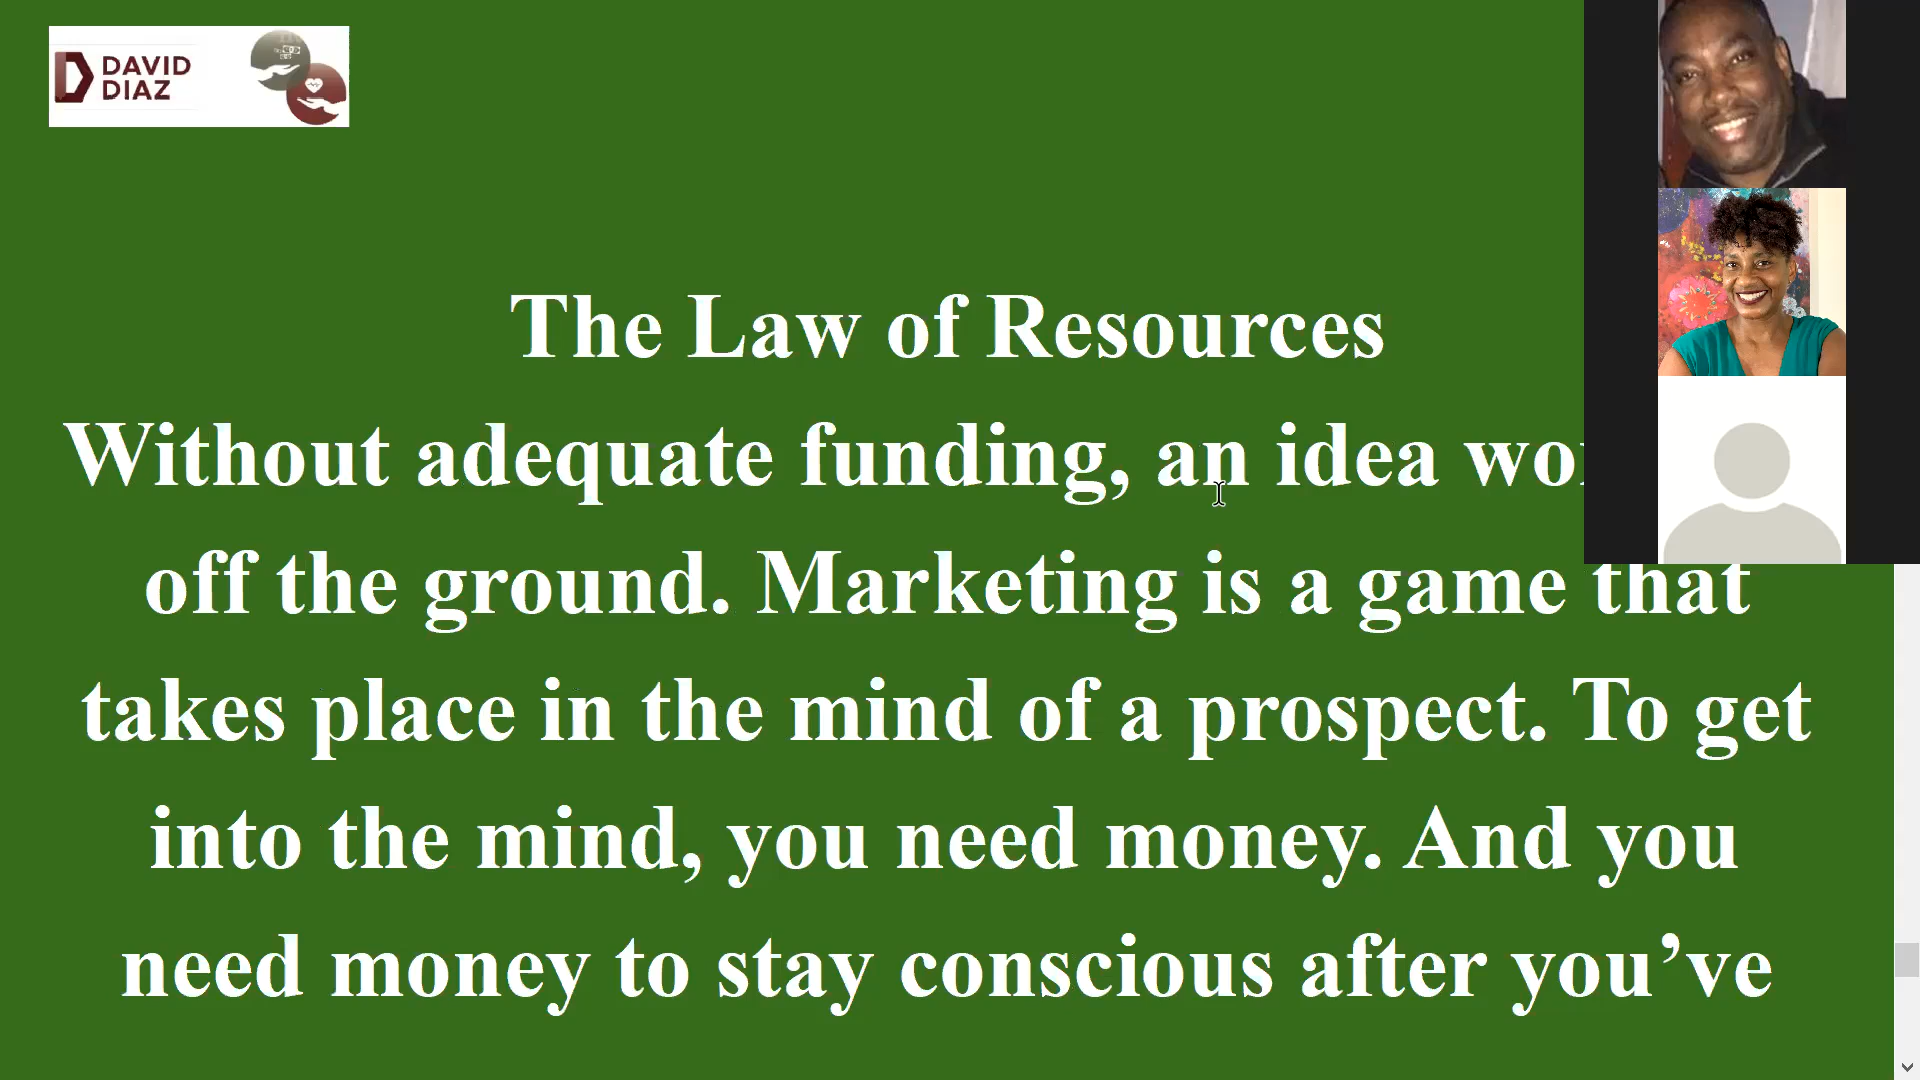 DAVID
DIAZ
The Law of Resources
Without adequate funding, an idea
off the ground. Marketing is a game that
takes place in the mind of a prospect. To get
into the mind, you need money. And you
need money to stay conscious after you’ve